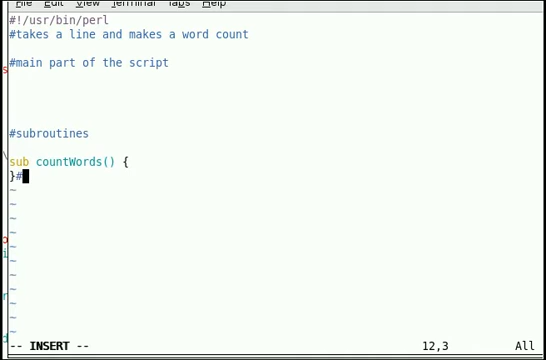 File Edit View Terminal Tabs Help
#!/usr/bin/perl
#takes a line and makes a word count
#main part of the script
#subroutines
sub countWords() {
}#
~
~
~
~
~
~
~
~
~
~
~
-- INSERT -- 12,3 All